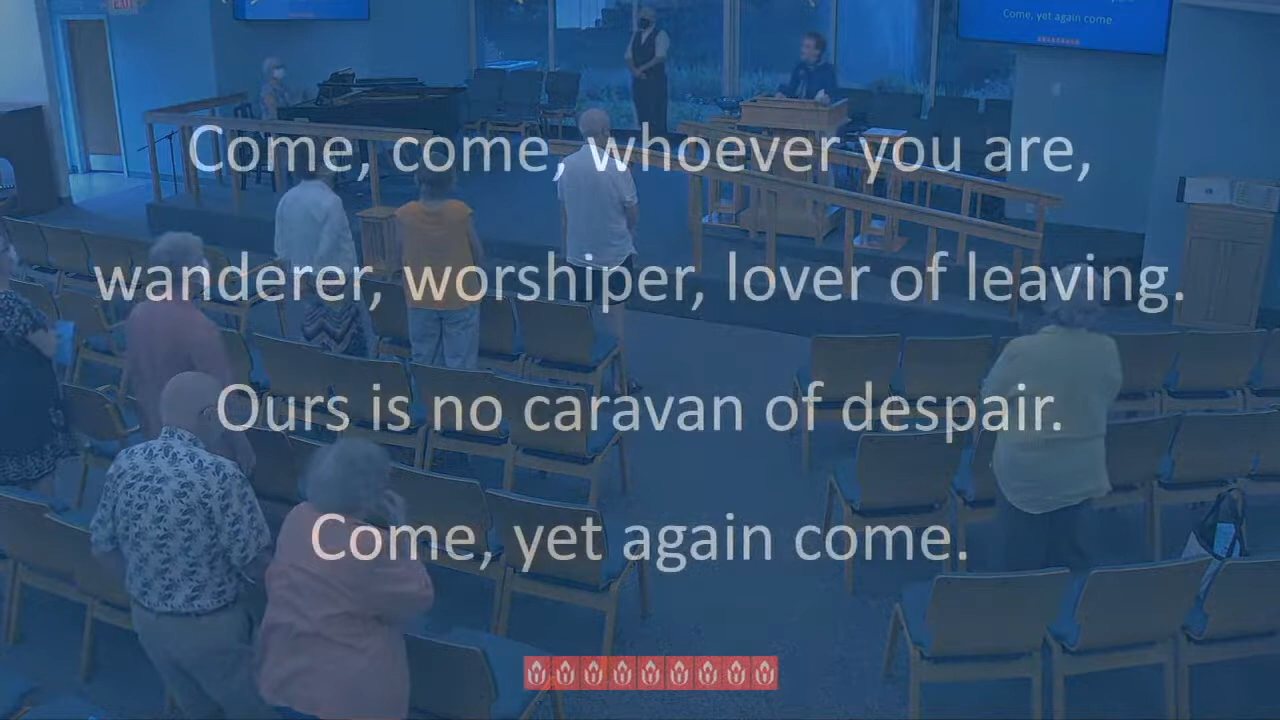 EXIT
Come, yet again come.
Come, come, whoever you are,
wanderer, worshiper, lover of leaving.
Ours is no caravan of despair.
Come, yet again come.